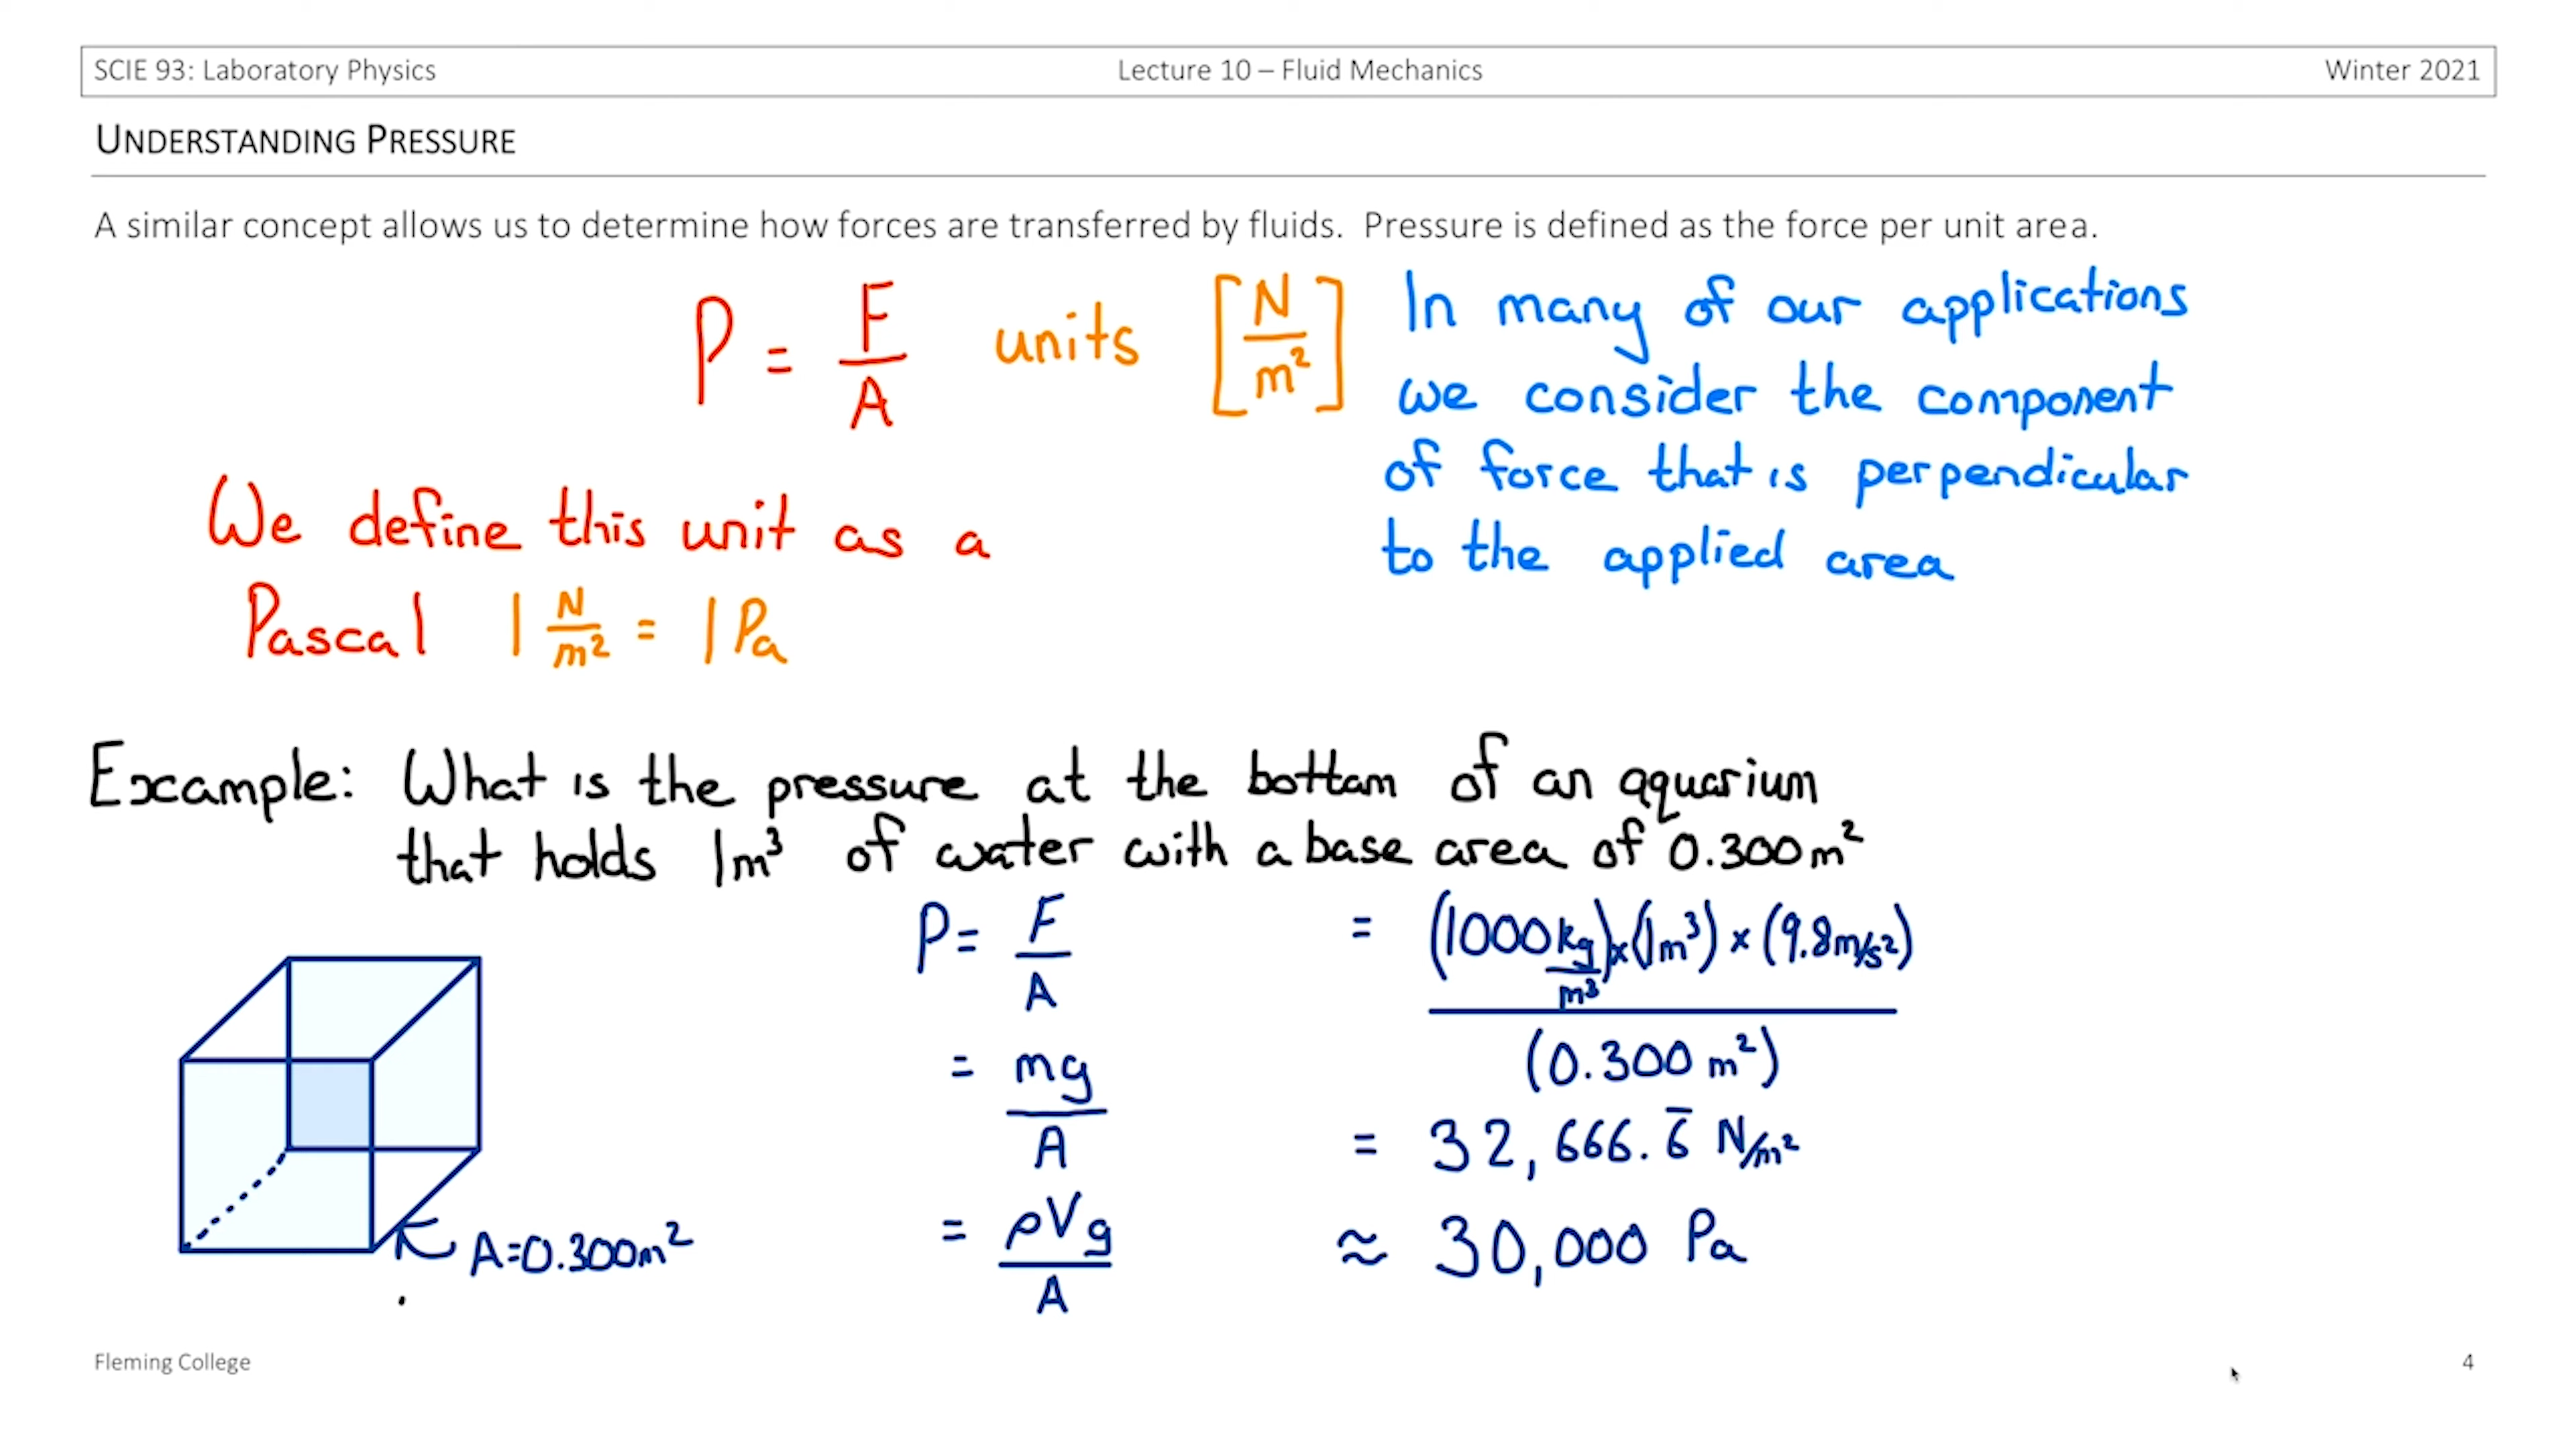 SCIE 93: Laboratory Physics Lecture 10 – Fluid Mechanics Winter 2021
UNDERSTANDING PRESSURE
A similar concept allows us to determine how forces are transferred by fluids. Pressure is defined as the force per unit area.
P = F/A units [N/m²]
In many of our applications
we consider the component
of force that is perpendicular
to the applied area
We define this unit as a
Pascal 1 N/m² = 1 Pa
Example: What is the pressure at the bottom of an aquarium
that holds 1m³ of water with a base area of 0.300m²
A=0.300m²
P = F/A
= mg/A
= ρVg/A
= (1000 kg/m³)×(1m³)×(9.8m/s²)/(0.300 m²)
= 32,666.6̅ N/m²
≈ 30,000 Pa
Fleming College 4